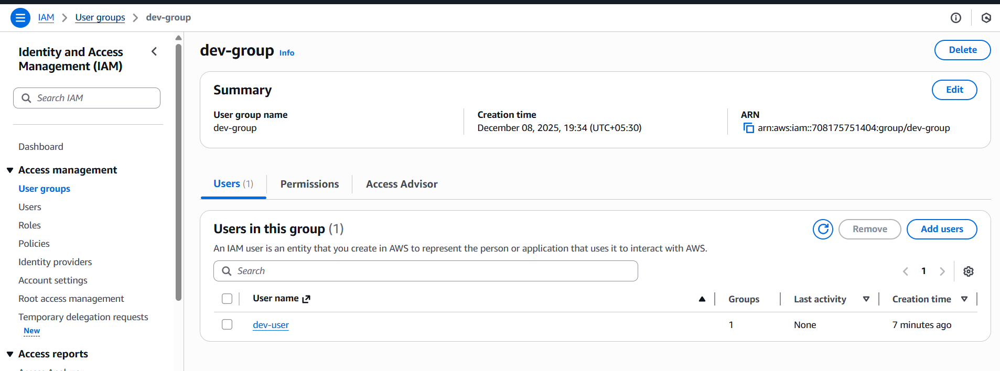 IAM > User groups > dev-group
Identity and Access
Management (IAM)
Search IAM
Dashboard
Access management
User groups
Users
Roles
Policies
Identity providers
Account settings
Root access management
Temporary delegation requests
New
Access reports
dev-group Info
Delete
Summary
Edit
User group name
dev-group
Creation time
December 08, 2025, 19:34 (UTC+05:30)
ARN
arn:aws:iam::708175751404:group/dev-group
Users (1)
Permissions
Access Advisor
Users in this group (1)
Remove
Add users
An IAM user is an entity that you create in AWS to represent the person or application that uses it to interact with AWS.
Search
1
User name
Groups
Last activity
Creation time
dev-user
1
None
7 minutes ago